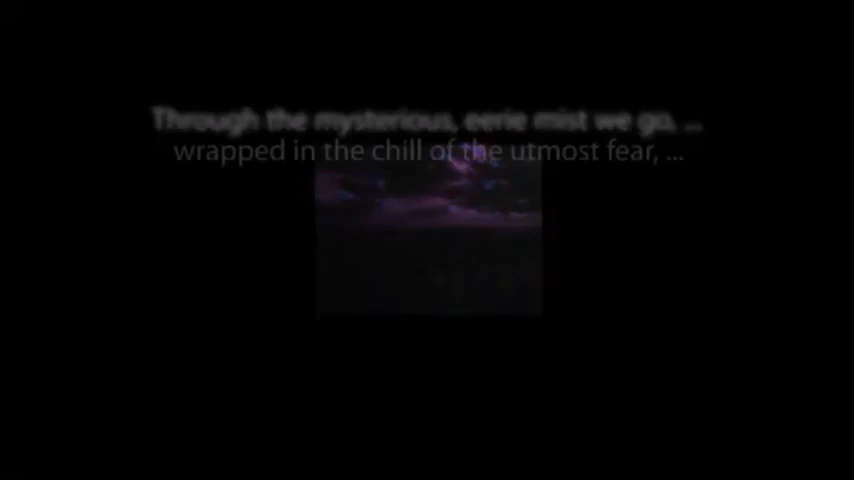 Through the mysterious, eerie mist we go, ...
wrapped in the chill of the utmost fear, ...